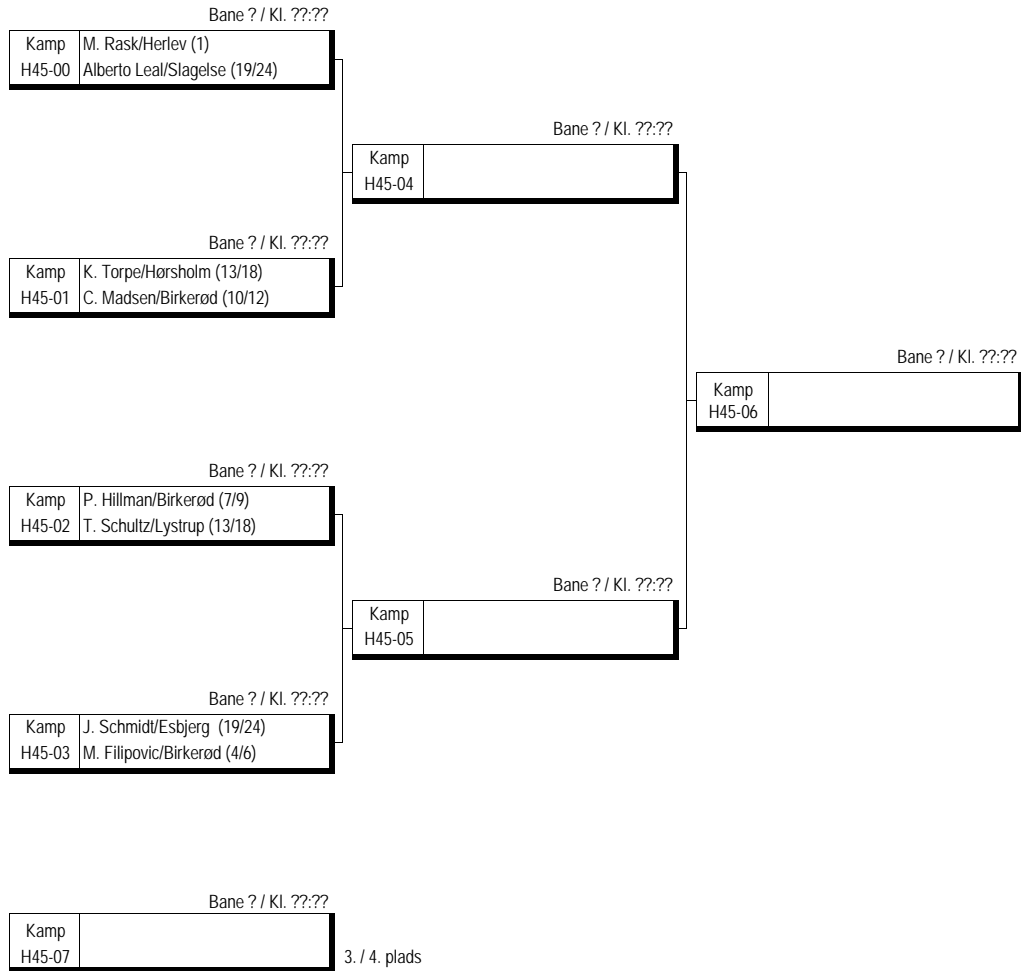 Bane ? / Kl. ??:??
Kamp M. Rask/Herlev (1)
H45-00 Alberto Leal/Slagelse (19/24)
Bane ? / Kl. ??:??
Kamp
H45-04
Bane ? / Kl. ??:??
Kamp K. Torpe/Hørsholm (13/18)
H45-01 C. Madsen/Birkerød (10/12)
Bane ? / Kl. ??:??
Kamp
H45-06
Bane ? / Kl. ??:??
Kamp P. Hillman/Birkerød (7/9)
H45-02 T. Schultz/Lystrup (13/18)
Bane ? / Kl. ??:??
Kamp
H45-05
Bane ? / Kl. ??:??
Kamp J. Schmidt/Esbjerg (19/24)
H45-03 M. Filipovic/Birkerød (4/6)
Bane ? / Kl. ??:??
Kamp
H45-07 3. / 4. plads